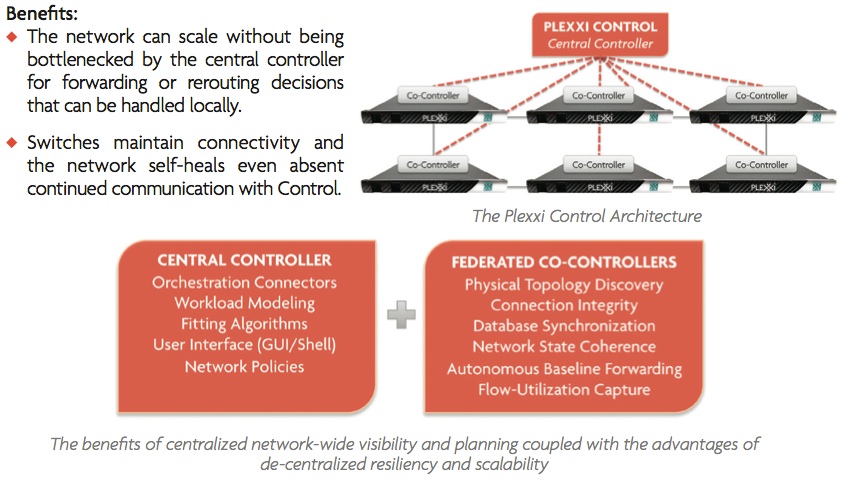 Benefits:
The network can scale without being
bottlenecked by the central controller
for forwarding or rerouting decisions
that can be handled locally.
Switches maintain connectivity and
the network self-heals even absent
continued communication with Control.
PLEXXI CONTROL
Central Controller
Co-Controller
Co-Controller
Co-Controller
PLEXXi
PLEXXi
PLEXXi
Co-Controller
Co-Controller
Co-Controller
PLEXXi
PLEXXi
PLEXXi
The Plexxi Control Architecture
CENTRAL CONTROLLER
Orchestration Connectors
Workload Modeling
Fitting Algorithms
User Interface (GUI/Shell)
Network Policies
FEDERATED CO-CONTROLLERS
Physical Topology Discovery
Connection Integrity
Database Synchronization
Network State Coherence
Autonomous Baseline Forwarding
Flow-Utilization Capture
The benefits of centralized network-wide visibility and planning coupled with the advantages of
de-centralized resiliency and scalability